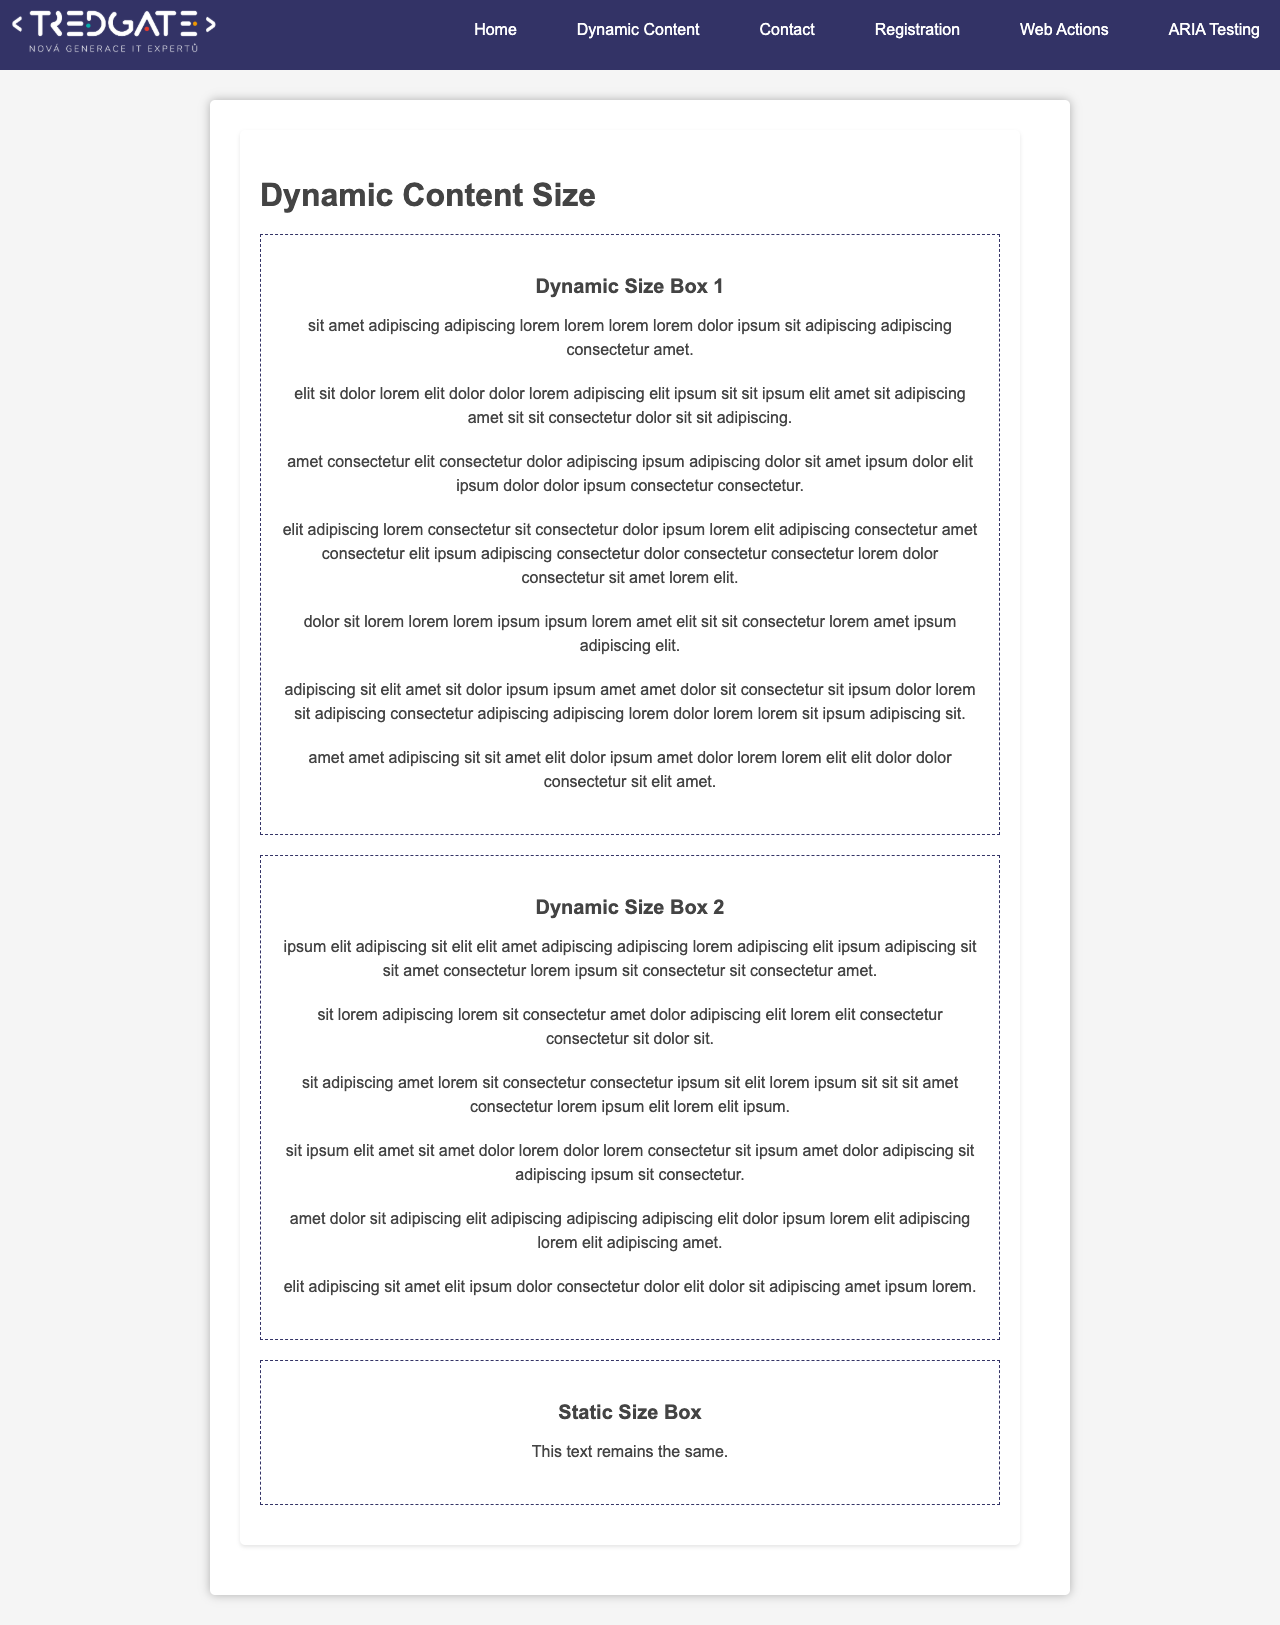 TREDGATE
NOVÁ GENERACE IT EXPERTŮ
Home
Dynamic Content
Contact
Registration
Web Actions
ARIA Testing
Dynamic Content Size
Dynamic Size Box 1
sit amet adipiscing adipiscing lorem lorem lorem lorem dolor ipsum sit adipiscing adipiscing
consectetur amet.
elit sit dolor lorem elit dolor dolor lorem adipiscing elit ipsum sit sit ipsum elit amet sit adipiscing
amet sit sit consectetur dolor sit sit adipiscing.
amet consectetur elit consectetur dolor adipiscing ipsum adipiscing dolor sit amet ipsum dolor elit
ipsum dolor dolor ipsum consectetur consectetur.
elit adipiscing lorem consectetur sit consectetur dolor ipsum lorem elit adipiscing consectetur amet
consectetur elit ipsum adipiscing consectetur dolor consectetur consectetur lorem dolor
consectetur sit amet lorem elit.
dolor sit lorem lorem lorem ipsum ipsum lorem amet elit sit sit consectetur lorem amet ipsum
adipiscing elit.
adipiscing sit elit amet sit dolor ipsum ipsum amet amet dolor sit consectetur sit ipsum dolor lorem
sit adipiscing consectetur adipiscing adipiscing lorem dolor lorem lorem sit ipsum adipiscing sit.
amet amet adipiscing sit sit amet elit dolor ipsum amet dolor lorem lorem elit elit dolor dolor
consectetur sit elit amet.
Dynamic Size Box 2
ipsum elit adipiscing sit elit elit amet adipiscing adipiscing lorem adipiscing elit ipsum adipiscing sit
sit amet consectetur lorem ipsum sit consectetur sit consectetur amet.
sit lorem adipiscing lorem sit consectetur amet dolor adipiscing elit lorem elit consectetur
consectetur sit dolor sit.
sit adipiscing amet lorem sit consectetur consectetur ipsum sit elit lorem ipsum sit sit sit amet
consectetur lorem ipsum elit lorem elit ipsum.
sit ipsum elit amet sit amet dolor lorem dolor lorem consectetur sit ipsum amet dolor adipiscing sit
adipiscing ipsum sit consectetur.
amet dolor sit adipiscing elit adipiscing adipiscing adipiscing elit dolor ipsum lorem elit adipiscing
lorem elit adipiscing amet.
elit adipiscing sit amet elit ipsum dolor consectetur dolor elit dolor sit adipiscing amet ipsum lorem.
Static Size Box
This text remains the same.